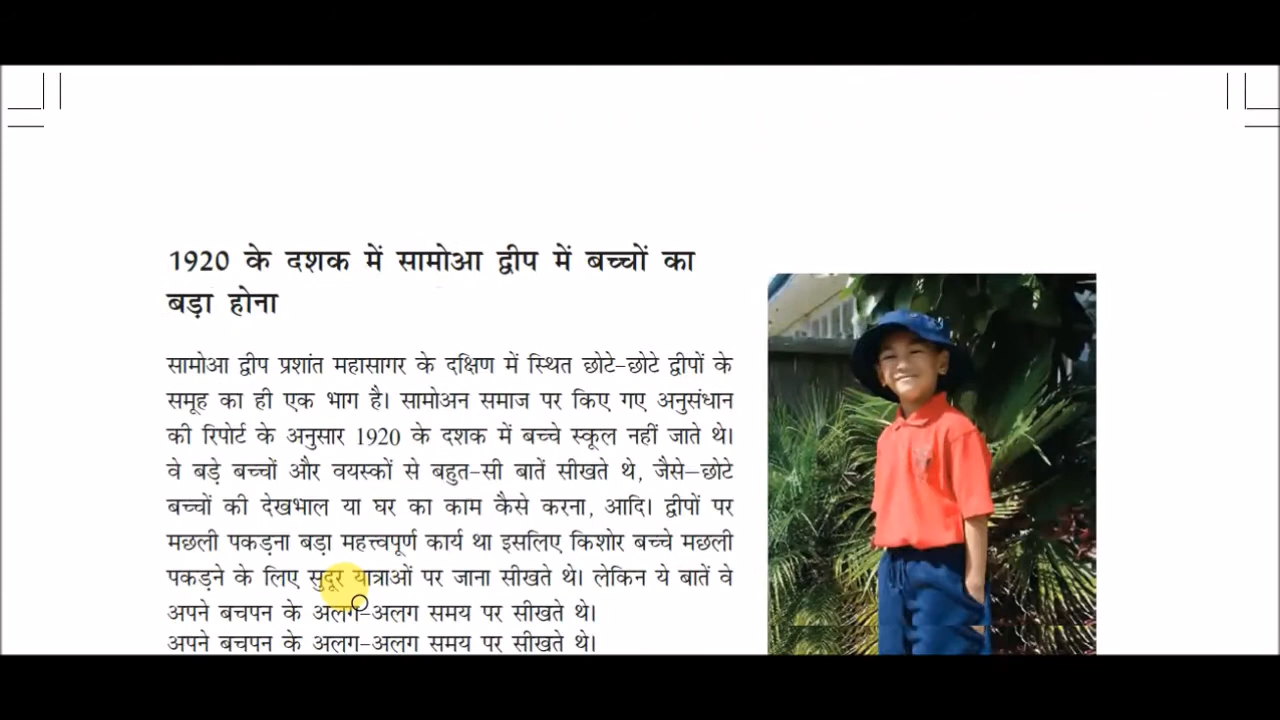 1920 के दशक में सामोआ द्वीप में बच्चों का
बड़ा होना
सामोआ द्वीप प्रशांत महासागर के दक्षिण में स्थित छोटे-छोटे द्वीपों के
समूह का ही एक भाग है। सामोअन समाज पर किए गए अनुसंधान
की रिपोर्ट के अनुसार 1920 के दशक में बच्चे स्कूल नहीं जाते थे।
वे बड़े बच्चों और वयस्कों से बहुत-सी बातें सीखते थे, जैसे–छोटे
बच्चों की देखभाल या घर का काम कैसे करना, आदि। द्वीपों पर
मछली पकड़ना बड़ा महत्त्वपूर्ण कार्य था इसलिए किशोर बच्चे मछली
पकड़ने के लिए सुदूर यात्राओं पर जाना सीखते थे। लेकिन ये बातें वे
अपने बचपन के अलग-अलग समय पर सीखते थे।
अपने बचपन के अलग-अलग समय पर सीखते थे।